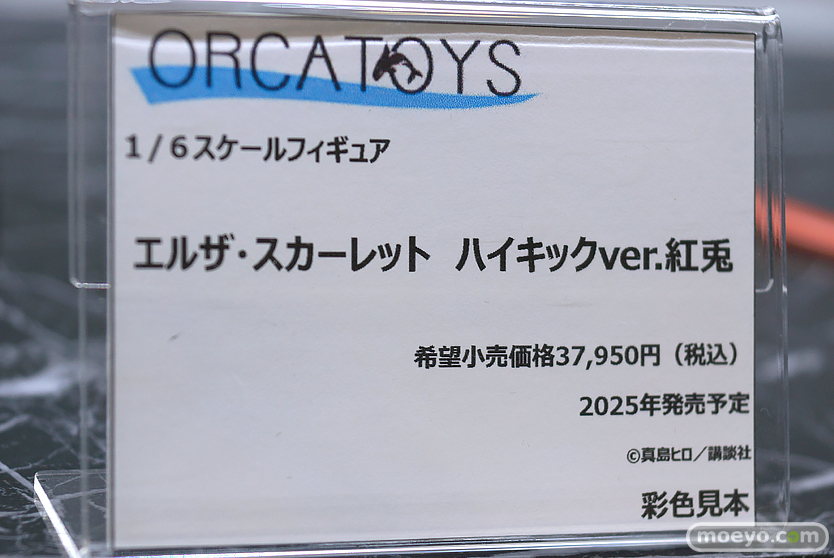 ORCATOYS
1/6スケールフィギュア
エルザ・スカーレット ハイキックver.紅兎
希望小売価格37,950円（税込）
2025年発売予定
©真島ヒロ／講談社
彩色見本
moeyo.com